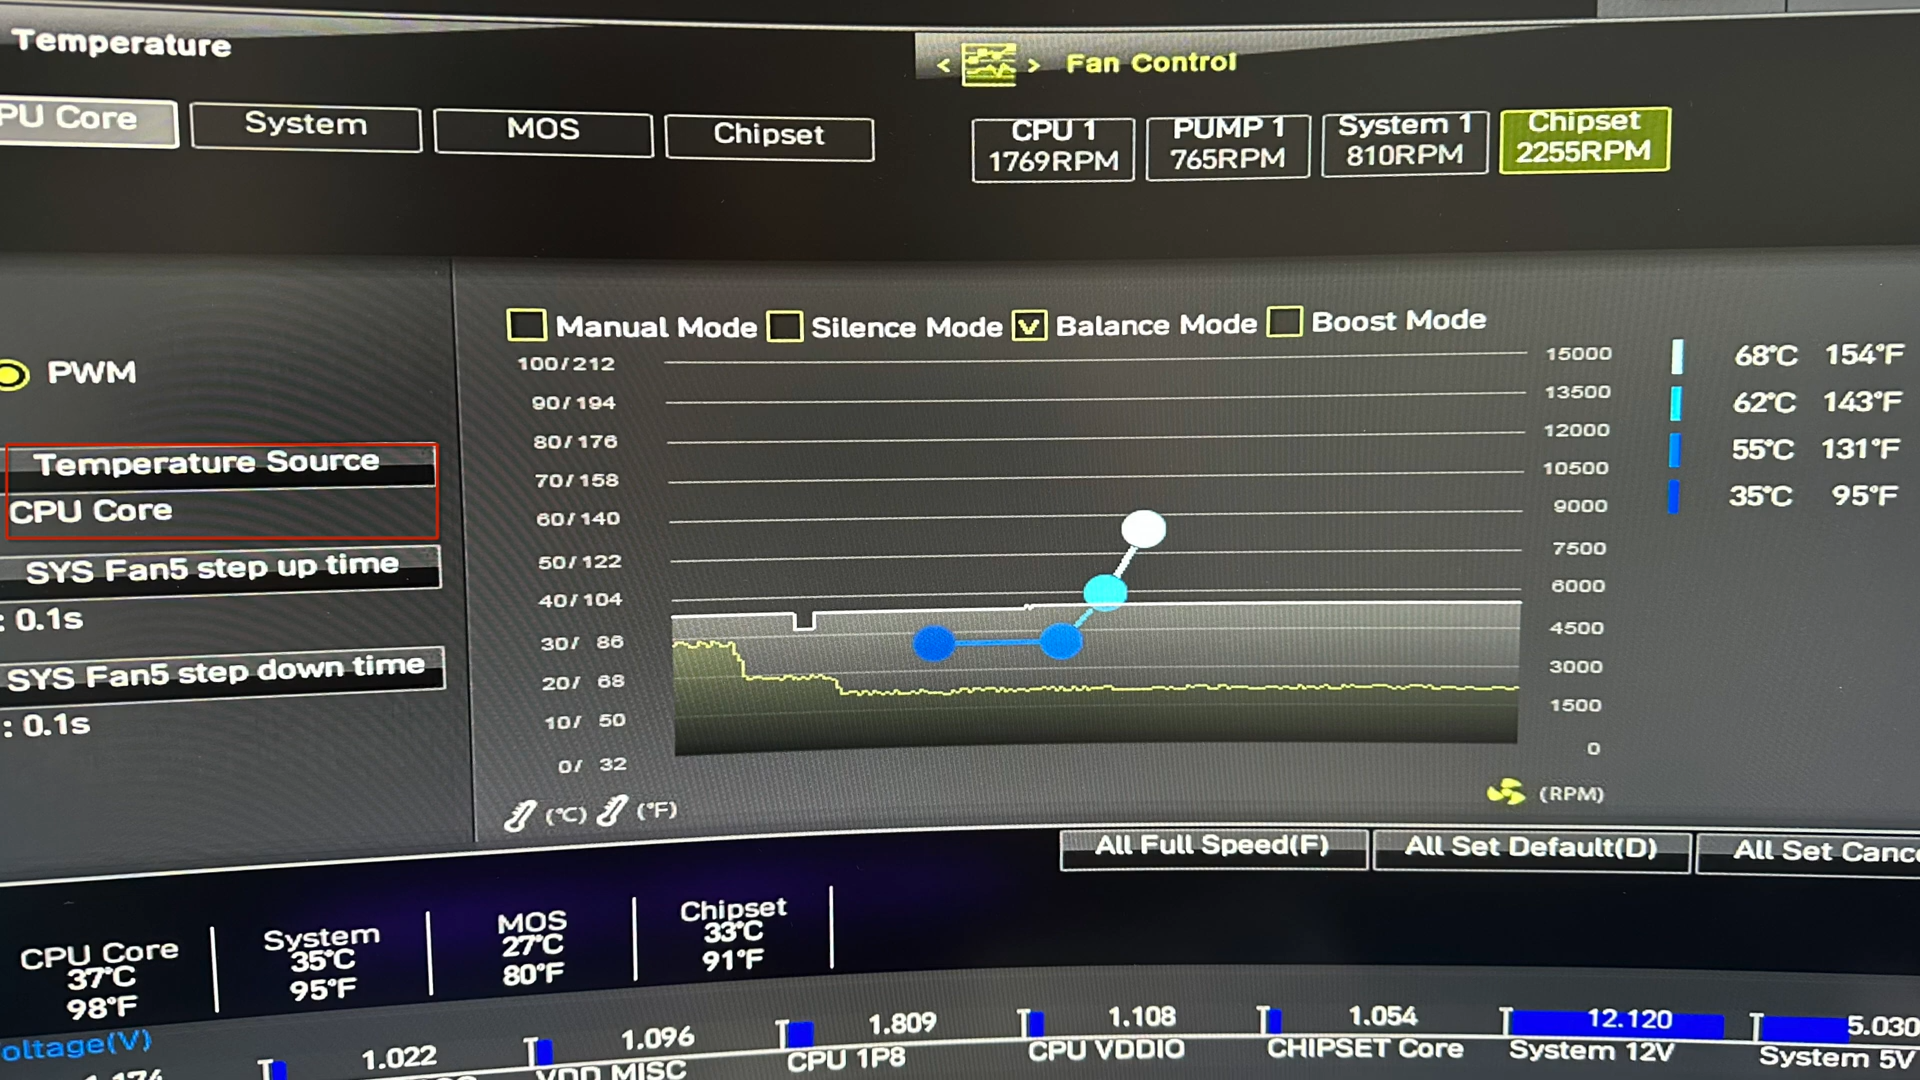 Temperature
Fan Control
PU Core
System
MOS
Chipset
CPU 1
1769RPM
PUMP 1
765RPM
System 1
810RPM
Chipset
2255RPM
PWM
Temperature Source
CPU Core
SYS Fan5 step up time
: 0.1s
SYS Fan5 step down time
: 0.1s
Manual Mode
Silence Mode
V Balance Mode
Boost Mode
100/212
90/194
80/176
70/158
60/140
50/122
40/104
30/ 86
20/ 68
10/ 50
0/ 32
(°C) (°F)
15000
13500
12000
10500
9000
7500
6000
4500
3000
1500
0
(RPM)
68°C 154°F
62°C 143°F
55°C 131°F
35°C 95°F
All Full Speed(F)
All Set Default(D)
All Set Canc
CPU Core
37°C
98°F
System
35°C
95°F
MOS
27°C
80°F
Chipset
33°C
91°F
oltage(V)
1.022
1.096
VDD MISC
1.809
CPU 1P8
1.108
CPU VDDIO
1.054
CHIPSET Core
12.120
System 12V
5.030
System 5V